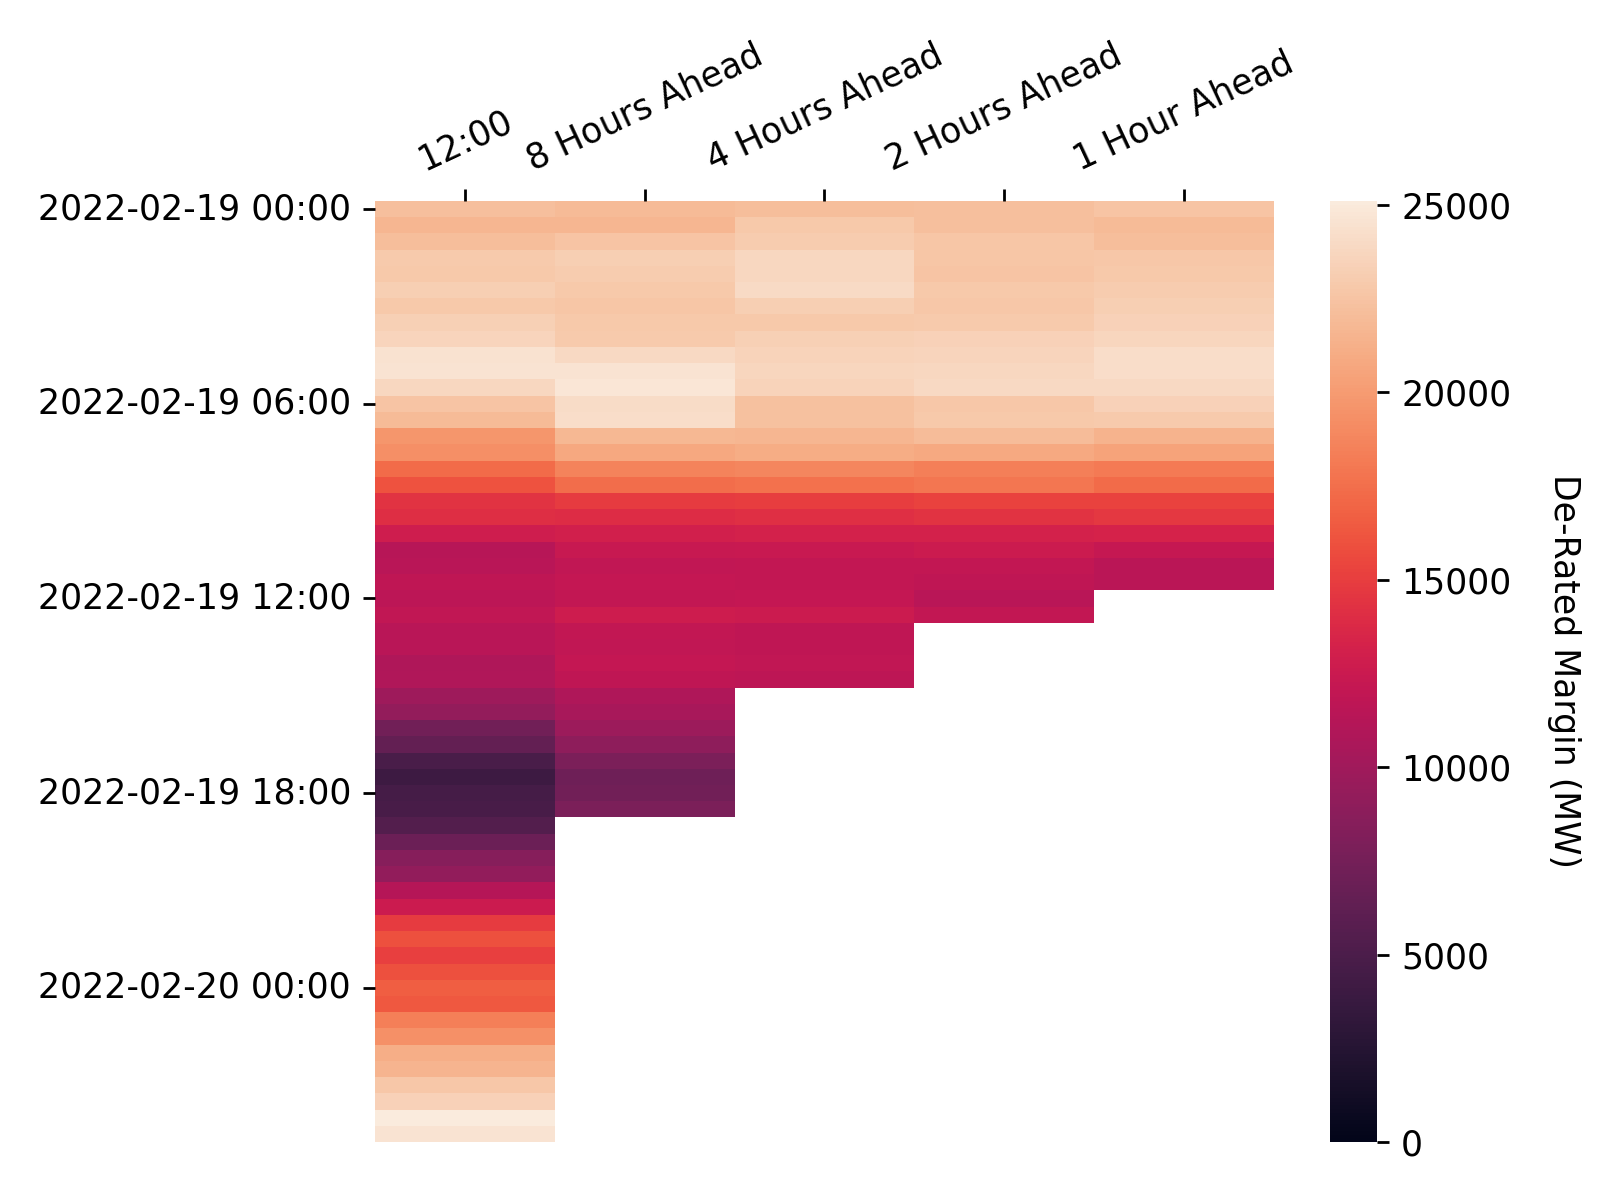 12:00
8 Hours Ahead
4 Hours Ahead
2 Hours Ahead
1 Hour Ahead
2022-02-19 00:00
2022-02-19 06:00
2022-02-19 12:00
2022-02-19 18:00
2022-02-20 00:00
25000
20000
15000
10000
5000
0
De-Rated Margin (MW)